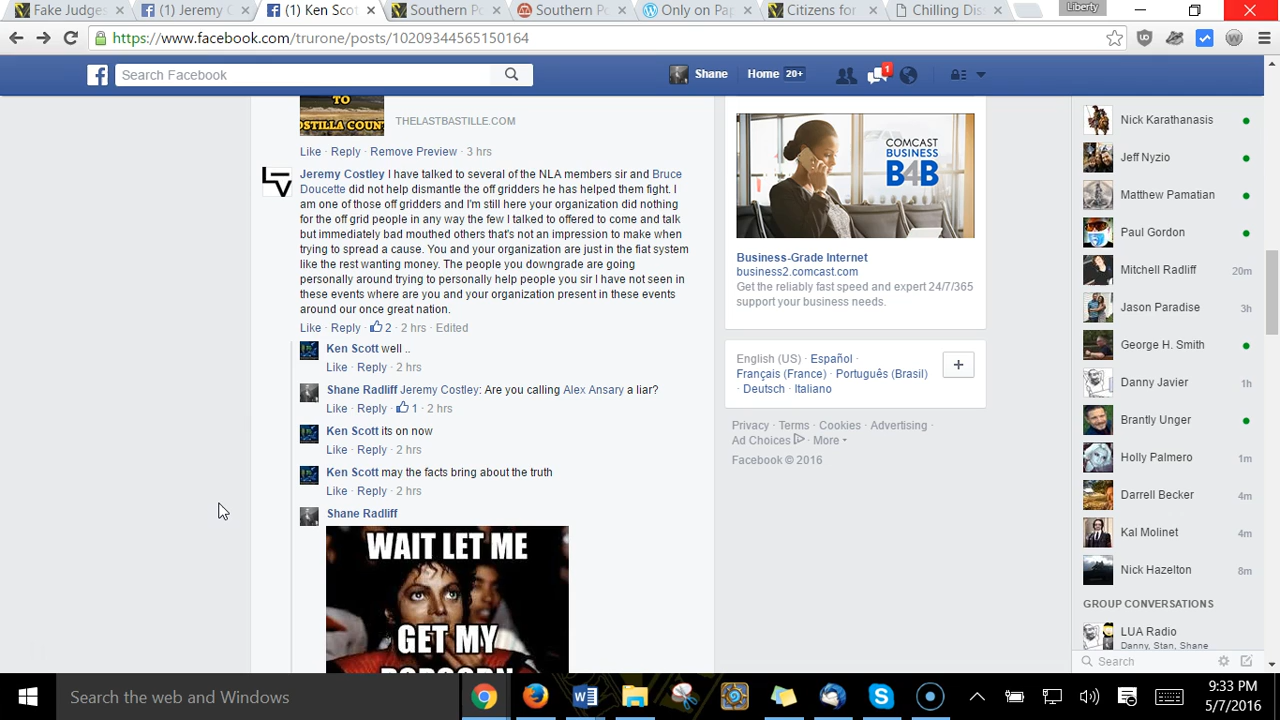 Fake Judges
(1) Jeremy C
(1) Ken Scot
Southern Po
Southern Po
Only on Pap
Citizens for
Chilling Dis
Liberty
https://www.facebook.com/trurone/posts/10209344565150164
Search Facebook
Shane
Home 20+
1
TO
OSTILLA COUN
THELASTBASTILLE.COM
Like · Reply · Remove Preview · 3 hrs
Jeremy Costley I have talked to several of the NLA members sir and Bruce
Doucette did not help dismantle the off gridders he has helped them fight. I
am one of those off gridders and I'm still here your organization did nothing
for the off grid people in any way the few I talked to offered to come and talk
but immediately bad mouthed others that's not an impression to make when
trying to spread a cause. You and your organization are just in the fiat system
like the rest wanting money. The people you downgrade are going
personally around trying to personally help people you sir I have not seen in
these events where are you and your organization present in these events
around our once great nation.
Like · Reply · 2 · 2 hrs · Edited
Ken Scott well ..
Like · Reply · 2 hrs
Shane Radliff Jeremy Costley: Are you calling Alex Ansary a liar?
Like · Reply · 1 · 2 hrs
Ken Scott its on now
Like · Reply · 2 hrs
Ken Scott may the facts bring about the truth
Like · Reply · 2 hrs
Shane Radliff
WAIT LET ME
GET MY
POPCORN
COMCAST
BUSINESS
B4B
Business-Grade Internet
business2.comcast.com
Get the reliably fast speed and expert 24/7/365
support your business needs.
English (US) · Español ·
Français (France) · Português (Brasil)
· Deutsch · Italiano
Privacy · Terms · Cookies · Advertising ·
Ad Choices · More
Facebook © 2016
Nick Karathanasis
Jeff Nyzio
Matthew Pamatian
Paul Gordon
Mitchell Radliff 20m
Jason Paradise 3h
George H. Smith
Danny Javier 1h
Brantly Unger
Holly Palmero 1m
Darrell Becker 4m
Kal Molinet 4m
Nick Hazelton 8m
GROUP CONVERSATIONS
LUA Radio
Danny, Stan, Shane
Search
Search the web and Windows
9:33 PM
5/7/2016